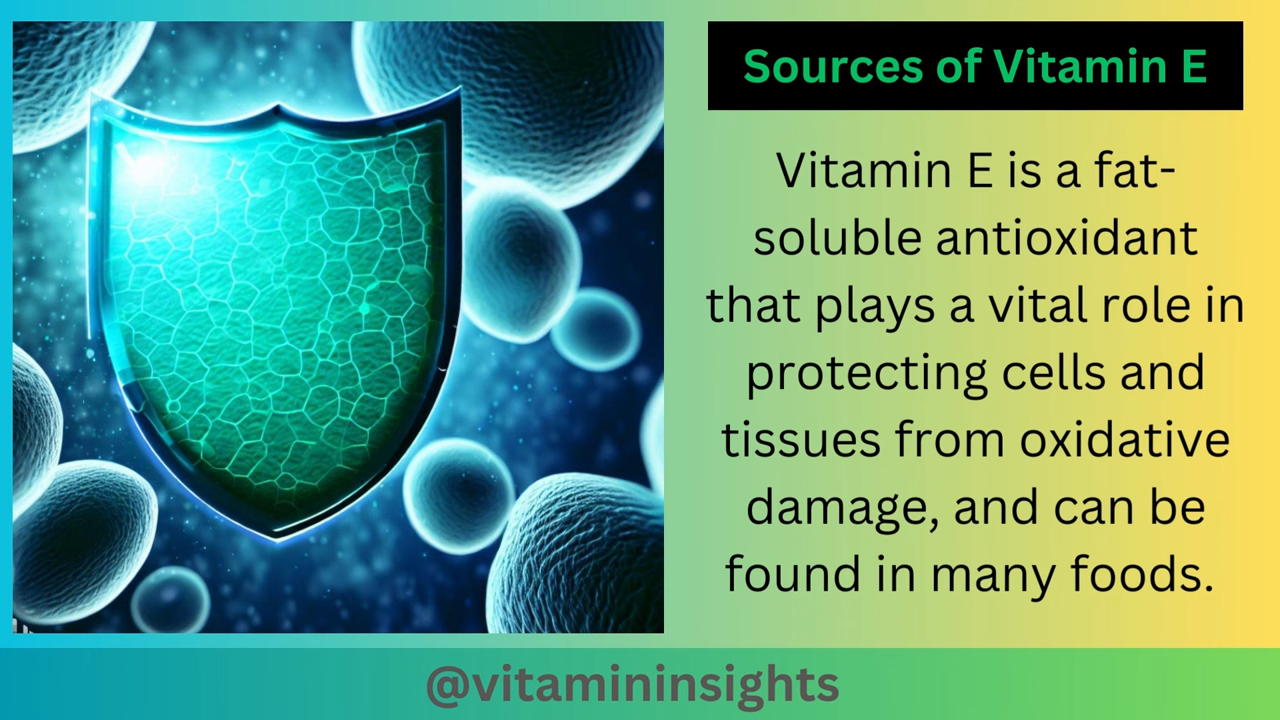 Sources of Vitamin E
Vitamin E is a fat-
soluble antioxidant
that plays a vital role in
protecting cells and
tissues from oxidative
damage, and can be
found in many foods.
@vitamininsights